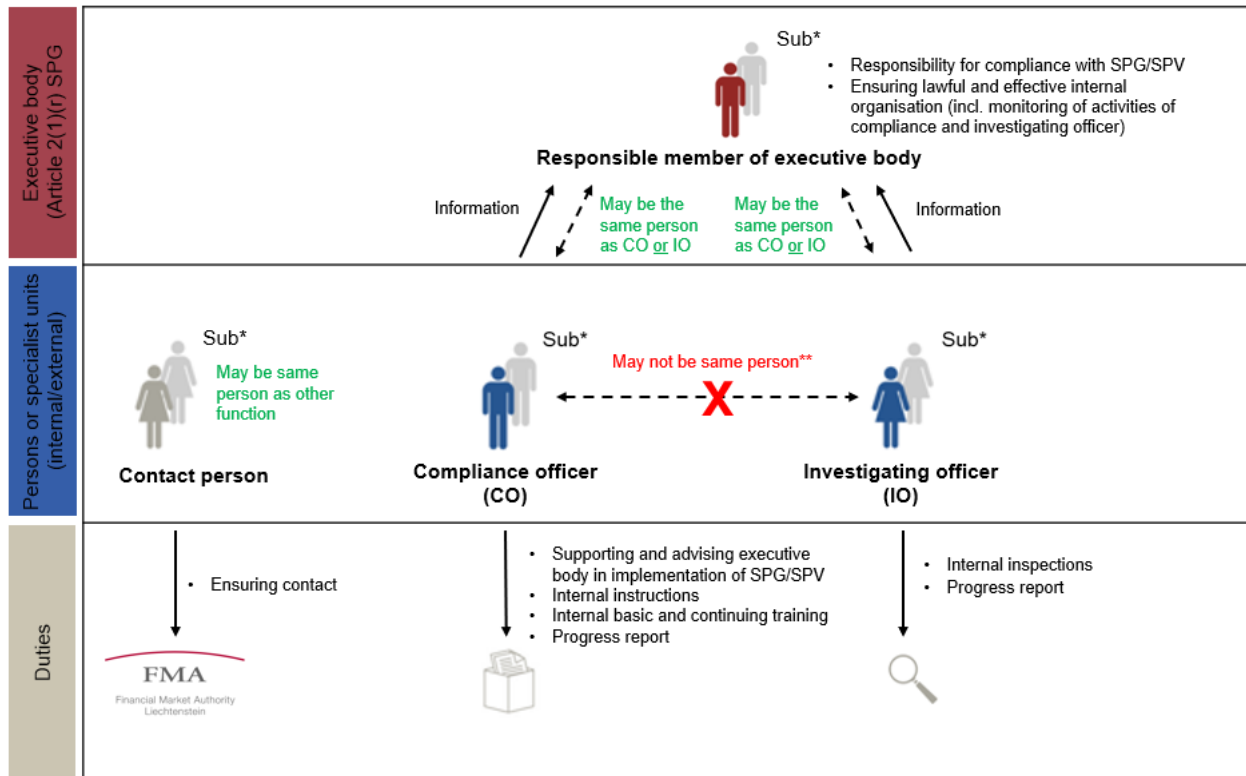 Executive body
(Article 2(1)(r) SPG
Sub*
• Responsibility for compliance with SPG/SPV
• Ensuring lawful and effective internal
organisation (incl. monitoring of activities of
compliance and investigating officer)
Responsible member of executive body
Information
May be the
same person
as CO or IO
May be the
same person
as CO or IO
Information
Persons or specialist units
(internal/external)
Sub*
May be same
person as other
function
Contact person
Sub*
Compliance officer
(CO)
May not be same person**
X
Sub*
Investigating officer
(IO)
Duties
• Ensuring contact
FMA
Financial Market Authority
Liechtenstein
• Supporting and advising executive
body in implementation of SPG/SPV
• Internal instructions
• Internal basic and continuing training
• Progress report
• Internal inspections
• Progress report